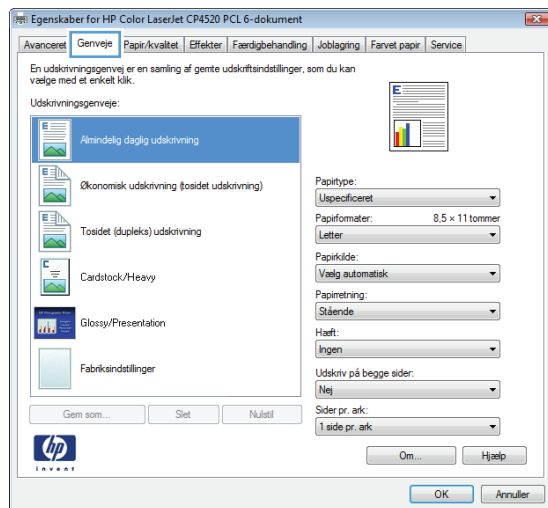 Egenskaber for HP Color LaserJet CP4520 PCL 6-dokument
Avanceret Genveje Papir/kvalitet Effekter Færdigbehandling Joblagring Farvet papir Service
En udskrivningsgenvej er en samling af gemte udskriftsindstillinger, som du kan
vælge med et enkelt klik.
Udskrivningsgenveje:
Almindelig daglig udskrivning
Økonomisk udskrivning (tosidet udskrivning)
Tosidet (dupleks) udskrivning
Cardstock/Heavy
Glossy/Presentation
Fabriksindstillinger
Gem som... Slet Nulstil
Papirtype:
Uspecificeret
Papirformater: 8,5 × 11 tommer
Letter
Papirkilde:
Vælg automatisk
Papirretning:
Stående
Hæft:
Ingen
Udskriv på begge sider:
Nej
Sider pr. ark:
1 side pr. ark
hp
invent
Om... Hjælp
OK Annuller